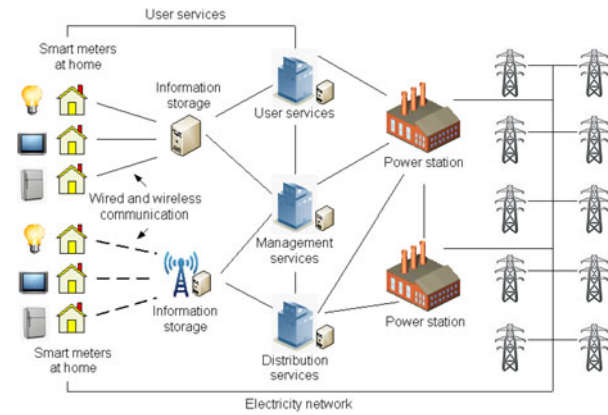 User services
Smart meters
at home
Information
storage
User services
Power station
Wired and wireless
communication
Management
services
Information
storage
Power station
Smart meters
at home
Distribution
services
Electricity network